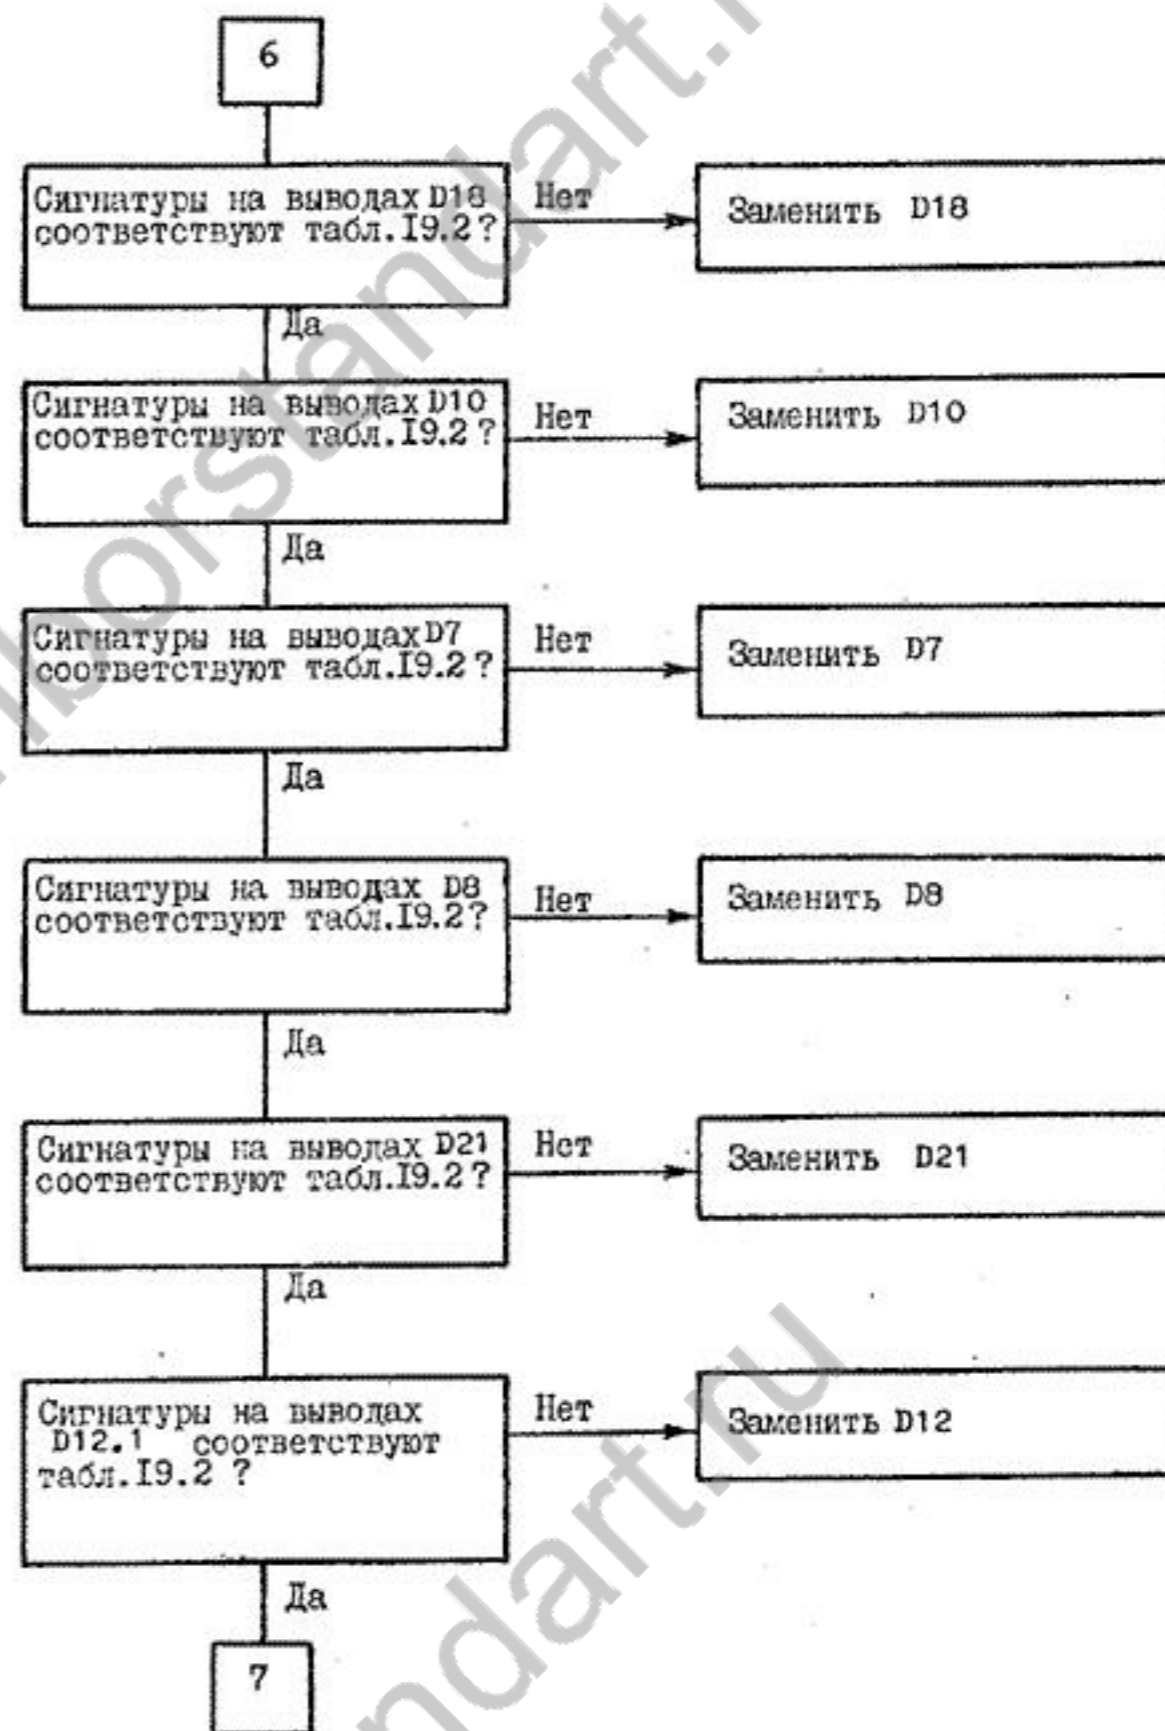 6
Сигнатуры на выводах D18
соответствуют табл.I9.2?
Нет
Заменить D18
Да
Сигнатуры на выводах D10
соответствуют табл.I9.2?
Нет
Заменить D10
Да
Сигнатуры на выводах D7
соответствуют табл.I9.2?
Нет
Заменить D7
Да
Сигнатуры на выводах D8
соответствуют табл.I9.2?
Нет
Заменить D8
Да
Сигнатуры на выводах D21
соответствуют табл.I9.2?
Нет
Заменить D21
Да
Сигнатуры на выводах
D12.1 соответствуют
табл.I9.2 ?
Нет
Заменить D12
Да
7